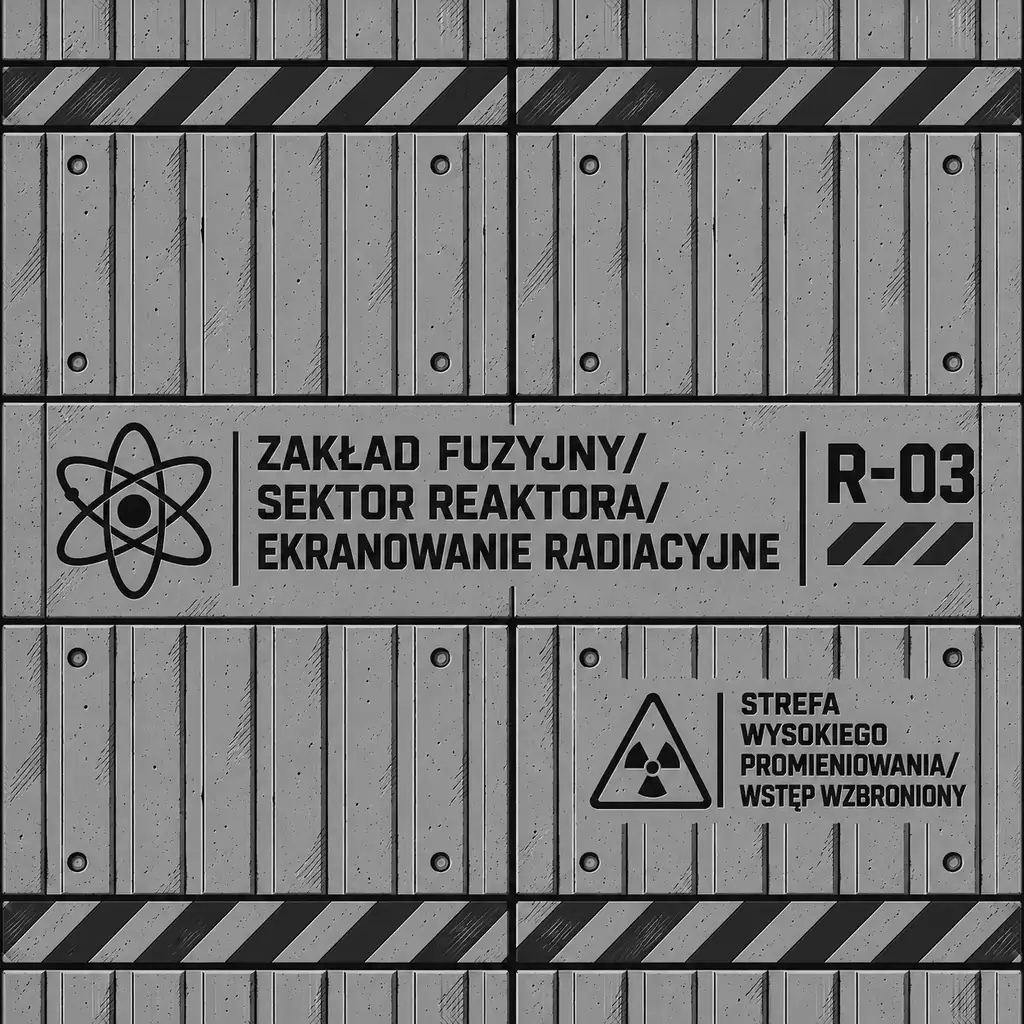 ZAKŁAD FUZYJNY/
SEKTOR REAKTORA/
EKRANOWANIE RADIACYJNE
R-03
STREFA
WYSOKIEGO
PROMIENIOWANIA/
WSTĘP WZBRONIONY